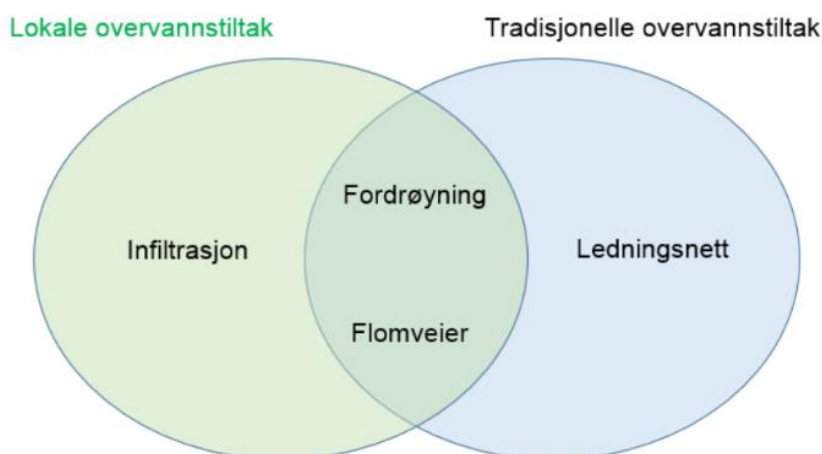 Lokale overvannstiltak
Tradisjonelle overvannstiltak
Fordrøyning
Infiltrasjon
Ledningsnett
Flomveier